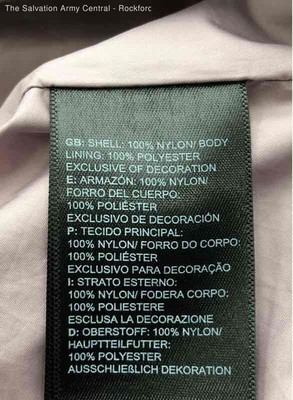 The Salvation Army Central - Rockforc
GB: SHELL: 100% NYLON/ BODY
LINING: 100% POLYESTER
EXCLUSIVE OF DECORATION
E: ARMAZÓN: 100% NYLON/
FORRO DEL CUERPO:
100% POLIÉSTER
EXCLUSIVO DE DECORACIÓN
P: TECIDO PRINCIPAL:
100% NYLON/ FORRO DO CORPO:
100% POLIÉSTER
EXCLUSIVO PARA DECORAÇÃO
I: STRATO ESTERNO:
100% NYLON/ FODERA CORPO:
100% POLIESTERE
ESCLUSA LA DECORAZIONE
D: OBERSTOFF: 100% NYLON/
HAUPTTEILFUTTER:
100% POLYESTER
AUSSCHLIEßLICH DEKORATION